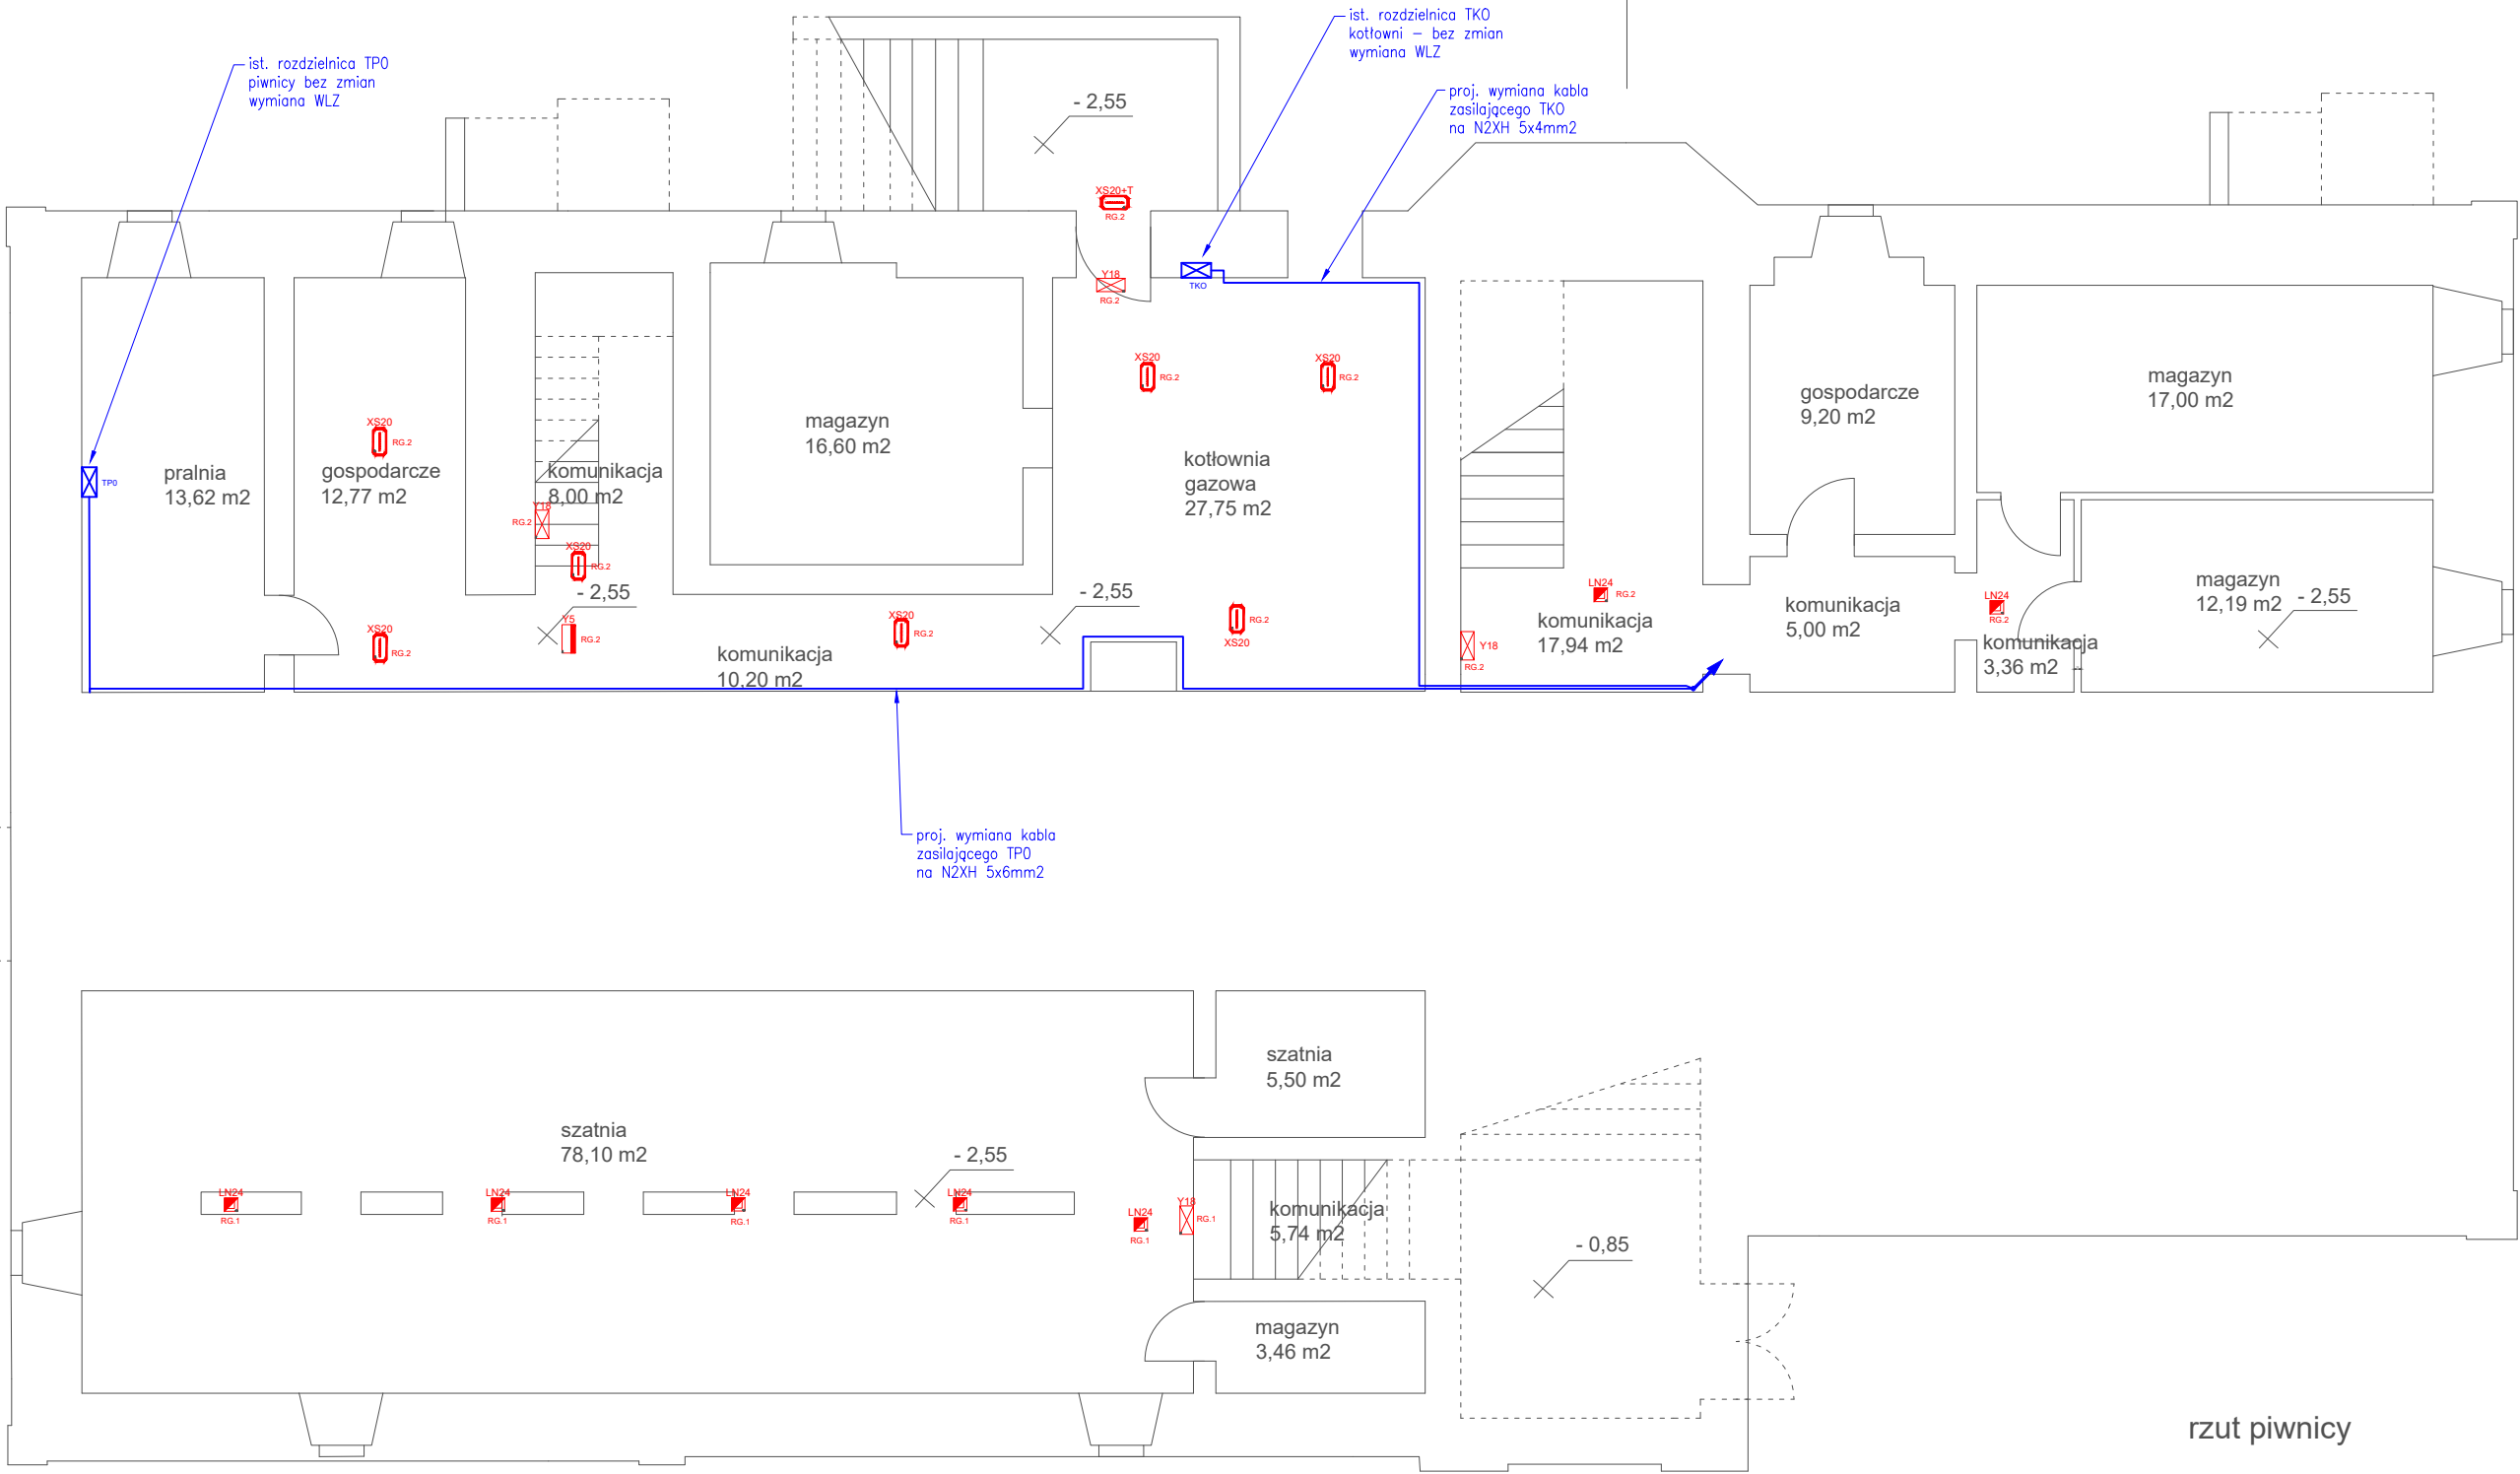 ist. rozdzielnica TKO
kotłowni – bez zmian
wymiana WLZ
ist. rozdzielnica TP0
piwnicy bez zmian
wymiana WLZ
proj. wymiana kabla
zasilającego TKO
na N2XH 5x4mm2
- 2,55
XS20+T
RG.2
Y18
RG.2
TKO
XS20
RG.2
XS20
RG.2
magazyn
17,00 m2
gospodarcze
9,20 m2
magazyn
16,60 m2
XS20
RG.2
kotłownia
gazowa
27,75 m2
pralnia
13,62 m2
gospodarcze
12,77 m2
komunikacja
8,00 m2
TP0
Y18
RG.2
XS20
RG.2
- 2,55
- 2,55
magazyn
12,19 m2
- 2,55
LN24
RG.2
LN24
RG.2
komunikacja
5,00 m2
komunikacja
17,94 m2
XS20
RG.2
Y5
RG.2
XS20
RG.2
RG.2
XS20
Y18
RG.2
komunikacja
3,36 m2
komunikacja
10,20 m2
proj. wymiana kabla
zasilającego TP0
na N2XH 5x6mm2
szatnia
5,50 m2
szatnia
78,10 m2
- 2,55
LN24
RG.1
LN24
RG.1
LN24
RG.1
LN24
RG.1
LN24
RG.1
Y18
RG.1
komunikacja
5,74 m2
- 0,85
magazyn
3,46 m2
rzut piwnicy